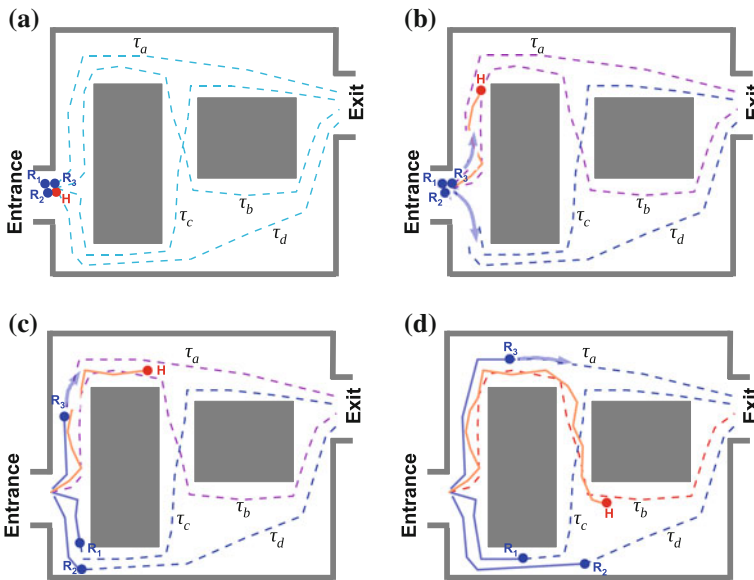 (a)
τa
Exit
R1
R3
R2
H
Entrance
τb
τc
τd
(b)
τa
H
Exit
R1
R3
R2
Entrance
τb
τc
τd
(c)
τa
H
R3
Exit
Entrance
R1
R2
τb
τc
τd
(d)
R3
τa
Exit
Entrance
H
τb
τc
τd
R1
R2